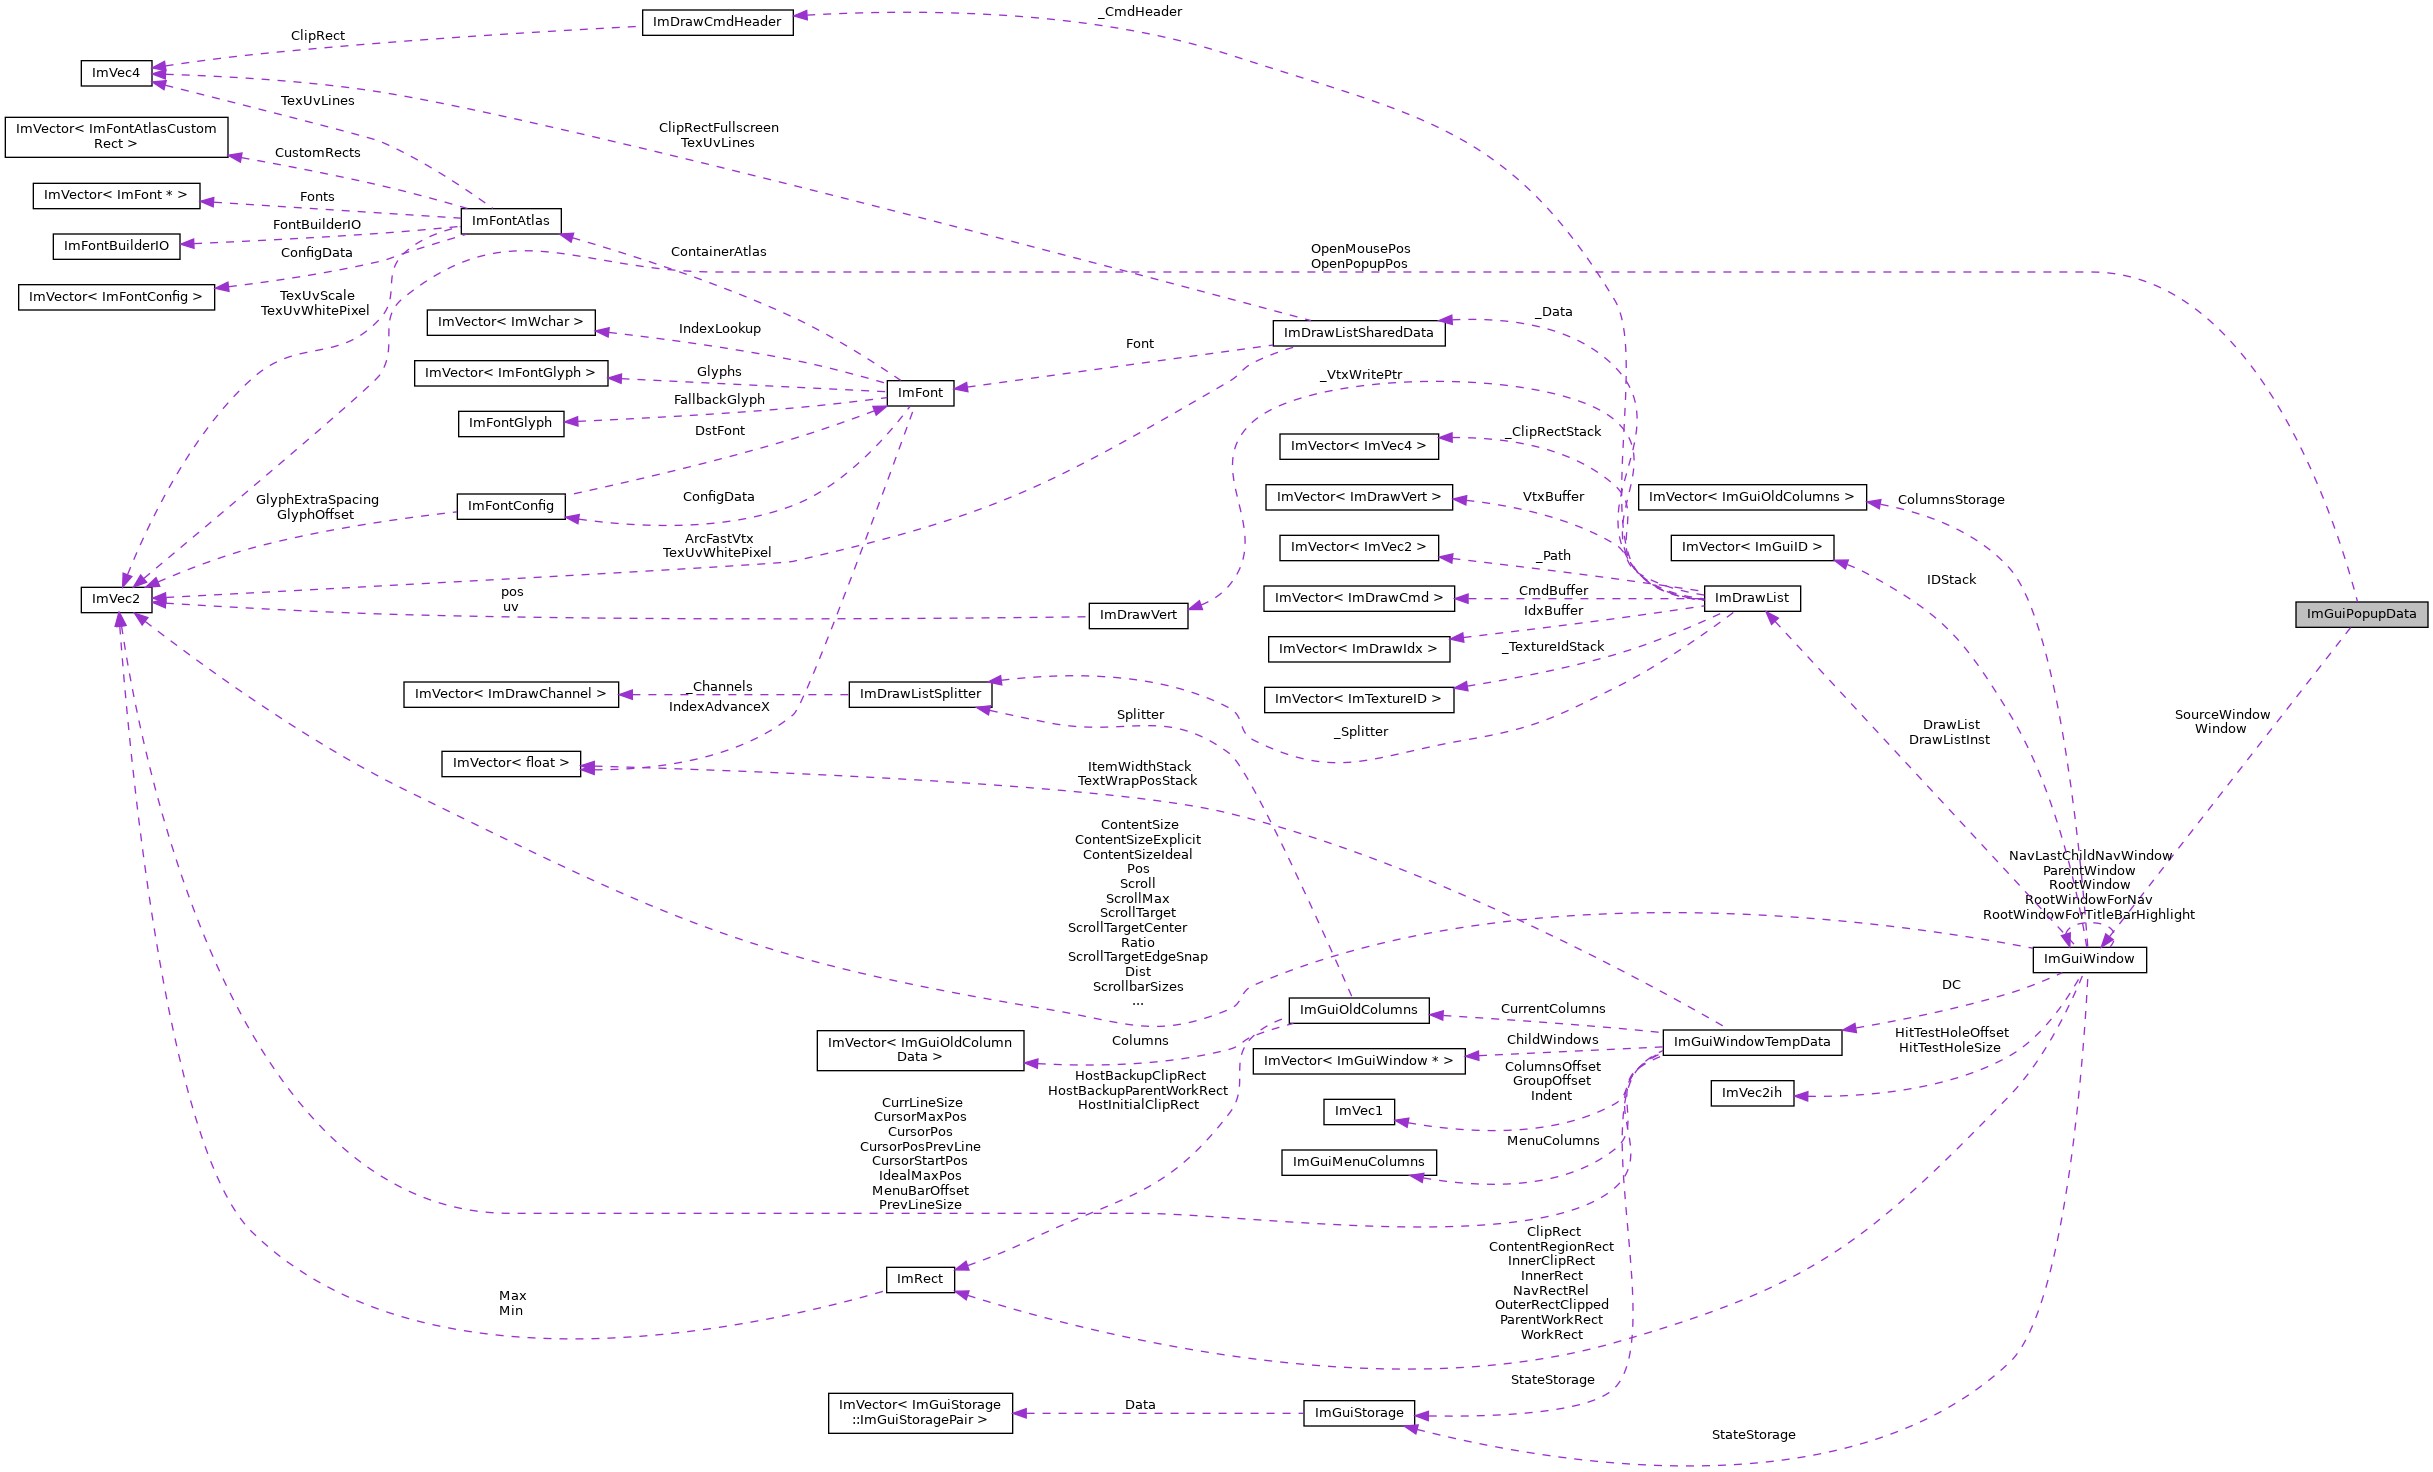 ImDrawCmdHeader
_CmdHeader
ClipRect
ImVec4
TexUvLines
ImVector< ImFontAtlasCustom
Rect >
ClipRectFullscreen
TexUvLines
CustomRects
ImVector< ImFont * >
Fonts
ImFontAtlas
FontBuilderIO
ImFontBuilderIO
ConfigData
ContainerAtlas
OpenMousePos
OpenPopupPos
ImVector< ImFontConfig >
TexUvScale
TexUvWhitePixel
ImVector< ImWchar >
IndexLookup
_Data
ImDrawListSharedData
Font
ImVector< ImFontGlyph >
Glyphs
_VtxWritePtr
ImFont
FallbackGlyph
ImFontGlyph
DstFont
_ClipRectStack
ImVector< ImVec4 >
GlyphExtraSpacing
GlyphOffset
ImFontConfig
ConfigData
ImVector< ImDrawVert >
VtxBuffer
ImVector< ImGuiOldColumns >
ColumnsStorage
ArcFastVtx
TexUvWhitePixel
ImVector< ImVec2 >
_Path
ImVector< ImGuiID >
IDStack
ImVec2
pos
uv
ImDrawVert
ImVector< ImDrawCmd >
CmdBuffer
ImDrawList
IdxBuffer
ImGuiPopupData
ImVector< ImDrawIdx >
_TextureIdStack
ImVector< ImDrawChannel >
_Channels
ImDrawListSplitter
ImVector< ImTextureID >
IndexAdvanceX
Splitter
_Splitter
DrawList
DrawListInst
SourceWindow
Window
ImVector< float >
ItemWidthStack
TextWrapPosStack
ContentSize
ContentSizeExplicit
ContentSizeIdeal
Pos
Scroll
ScrollMax
ScrollTarget
ScrollTargetCenter
Ratio
ScrollTargetEdgeSnap
Dist
ScrollbarSizes
...
NavLastChildNavWindow
ParentWindow
RootWindow
RootWindowForNav
RootWindowForTitleBarHighlight
ImGuiWindow
DC
ImGuiOldColumns
CurrentColumns
ImGuiWindowTempData
HitTestHoleOffset
HitTestHoleSize
ImVector< ImGuiOldColumn
Data >
Columns
ImVector< ImGuiWindow * >
ChildWindows
HostBackupClipRect
HostBackupParentWorkRect
HostInitialClipRect
ColumnsOffset
GroupOffset
Indent
ImVec2ih
ImVec1
CurrLineSize
CursorMaxPos
CursorPos
CursorPosPrevLine
CursorStartPos
IdealMaxPos
MenuBarOffset
PrevLineSize
MenuColumns
ImGuiMenuColumns
ClipRect
ContentRegionRect
InnerClipRect
InnerRect
NavRectRel
OuterRectClipped
ParentWorkRect
WorkRect
ImRect
Max
Min
StateStorage
ImVector< ImGuiStorage
::ImGuiStoragePair >
Data
ImGuiStorage
StateStorage